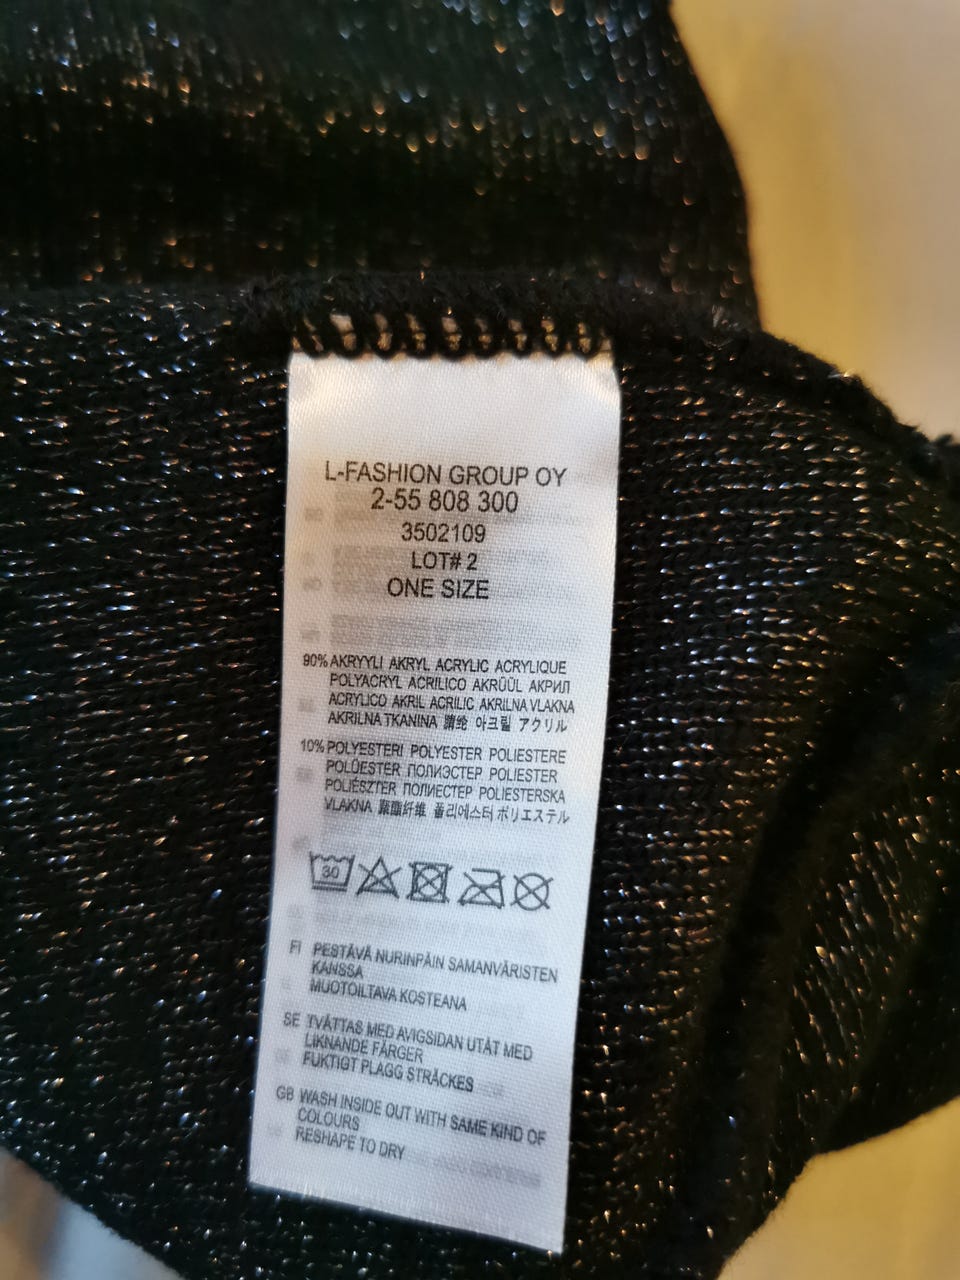 L-FASHION GROUP OY
2-55 808 300
3502109
LOT# 2
ONE SIZE
90% AKRYYLI AKRYL ACRYLIC ACRYLIQUE
POLYACRYL ACRILICO AKRÜÜL АКРИЛ
ACRYLICO AKRIL ACRILIC AKRILNA VLAKNA
AKRILNA TKANINA 腈纶 아크릴 アクリル
10% POLYESTERI POLYESTER POLIESTERE
POLÜESTER ПОЛИЭСТЕР POLIESTER
POLIESZTER ПОЛИЕСТЕР POLIESTERSKA
VLAKNA 聚酯纤维 폴리에스터 ポリエステル
30
FI PESTÄVÄ NURINPÄIN SAMANVÄRISTEN
KANSSA
MUOTOILTAVA KOSTEANA
SE TVÄTTAS MED AVIGSIDAN UTÅT MED
LIKNANDE FÄRGER
FUKTIGT PLAGG STRÄCKES
GB WASH INSIDE OUT WITH SAME KIND OF
COLOURS
RESHAPE TO DRY